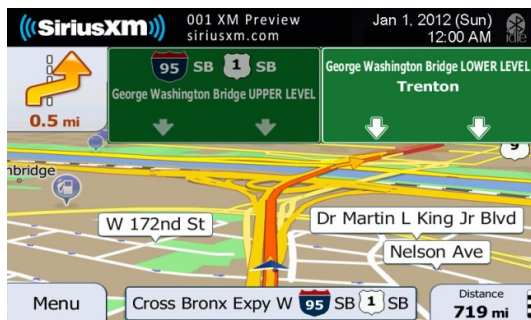 ((SiriusXM))
001 XM Preview
siriusxm.com
Jan 1, 2012 (Sun)
12:00 AM
idle
0.5 mi
95 SB 1 SB
George Washington Bridge UPPER LEVEL
George Washington Bridge LOWER LEVEL
Trenton
9
nbridge
W 172nd St
Dr Martin L King Jr Blvd
Nelson Ave
Menu
Cross Bronx Expy W 95 SB 1 SB
Distance
719 mi